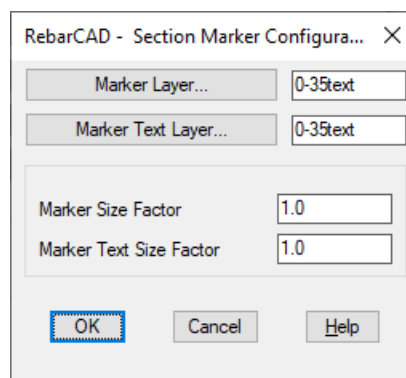 RebarCAD - Section Marker Configura...
Marker Layer... 0-35text
Marker Text Layer... 0-35text
Marker Size Factor 1.0
Marker Text Size Factor 1.0
OK Cancel Help